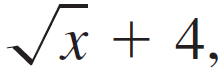 √x + 4,